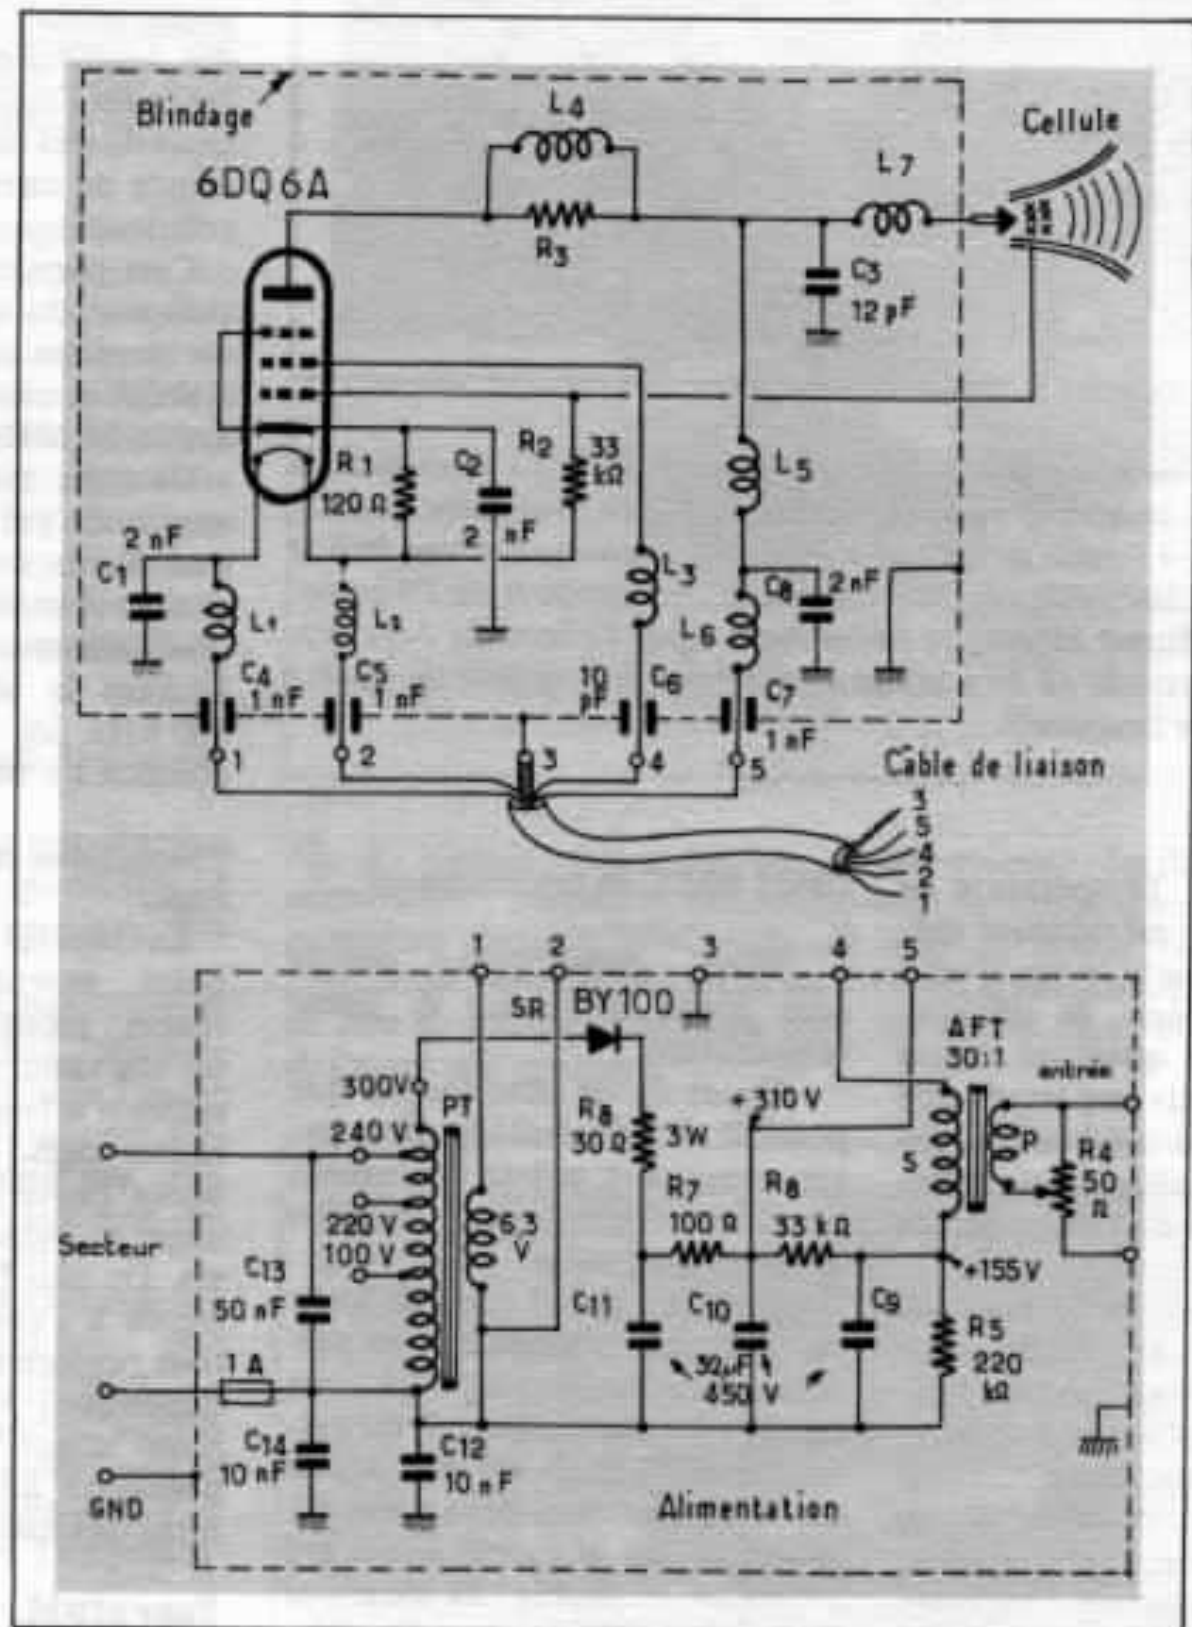 Blindage
L4
Cellule
6DQ6A
L7
R3
C3
12 pF
R1
120 Ω
C2
2 nF
R2
33
kΩ
L5
2 nF
C1
L1
L2
L3
C8
2 nF
L6
C4
1 nF
C5
1 nF
10
pF
C6
C7
1 nF
1 2 3 4 5
Câble de liaison
3
5
4
2
1
1 2 3 4 5
SR BY100
AFT
30:1
entrée
300V
PT
R6
30 Ω
3W
+310 V
240 V
S
P
R4
50
Ω
R7
100 Ω
R8
33 kΩ
220 V
100 V
6,3
V
Secteur
+155V
C13
50 nF
C11
C10
C9
R5
220
kΩ
32µF
450 V
1 A
C14
10 nF
C12
10 nF
GND
Alimentation